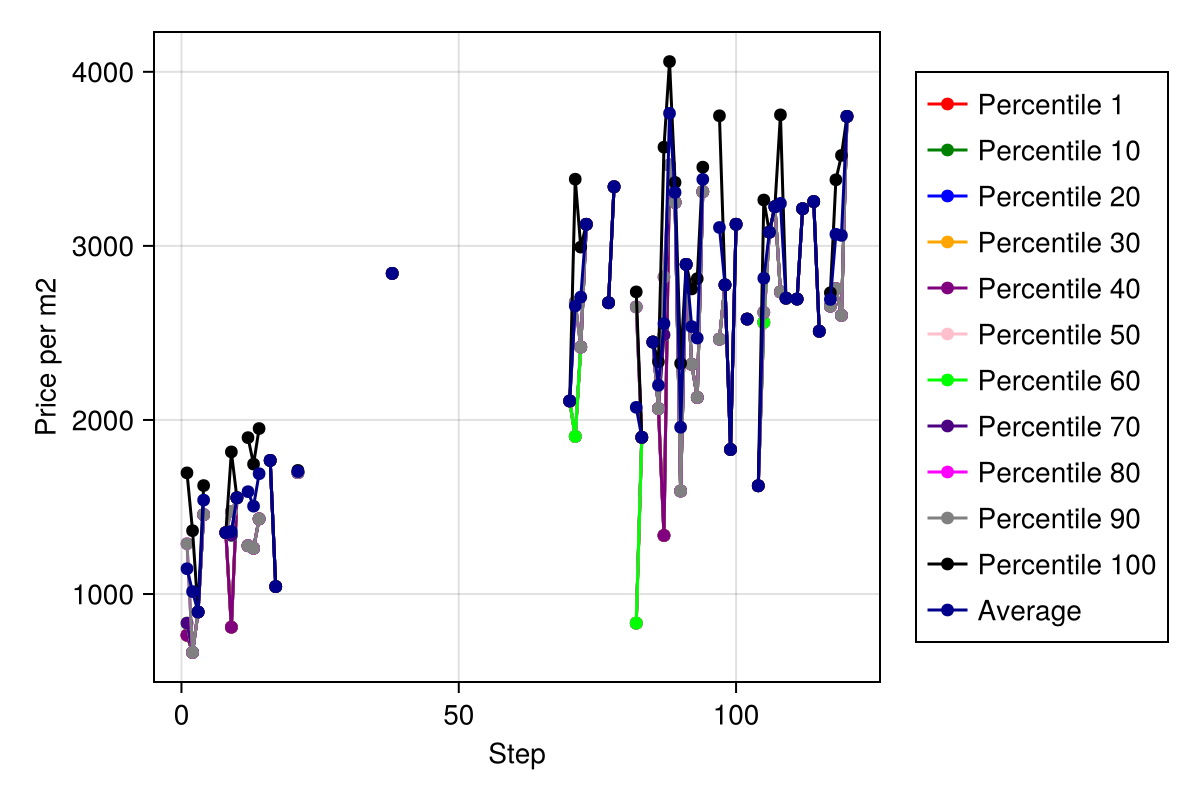 4000
3000
2000
1000
Price per m2
0
50
100
Step
Percentile 1
Percentile 10
Percentile 20
Percentile 30
Percentile 40
Percentile 50
Percentile 60
Percentile 70
Percentile 80
Percentile 90
Percentile 100
Average